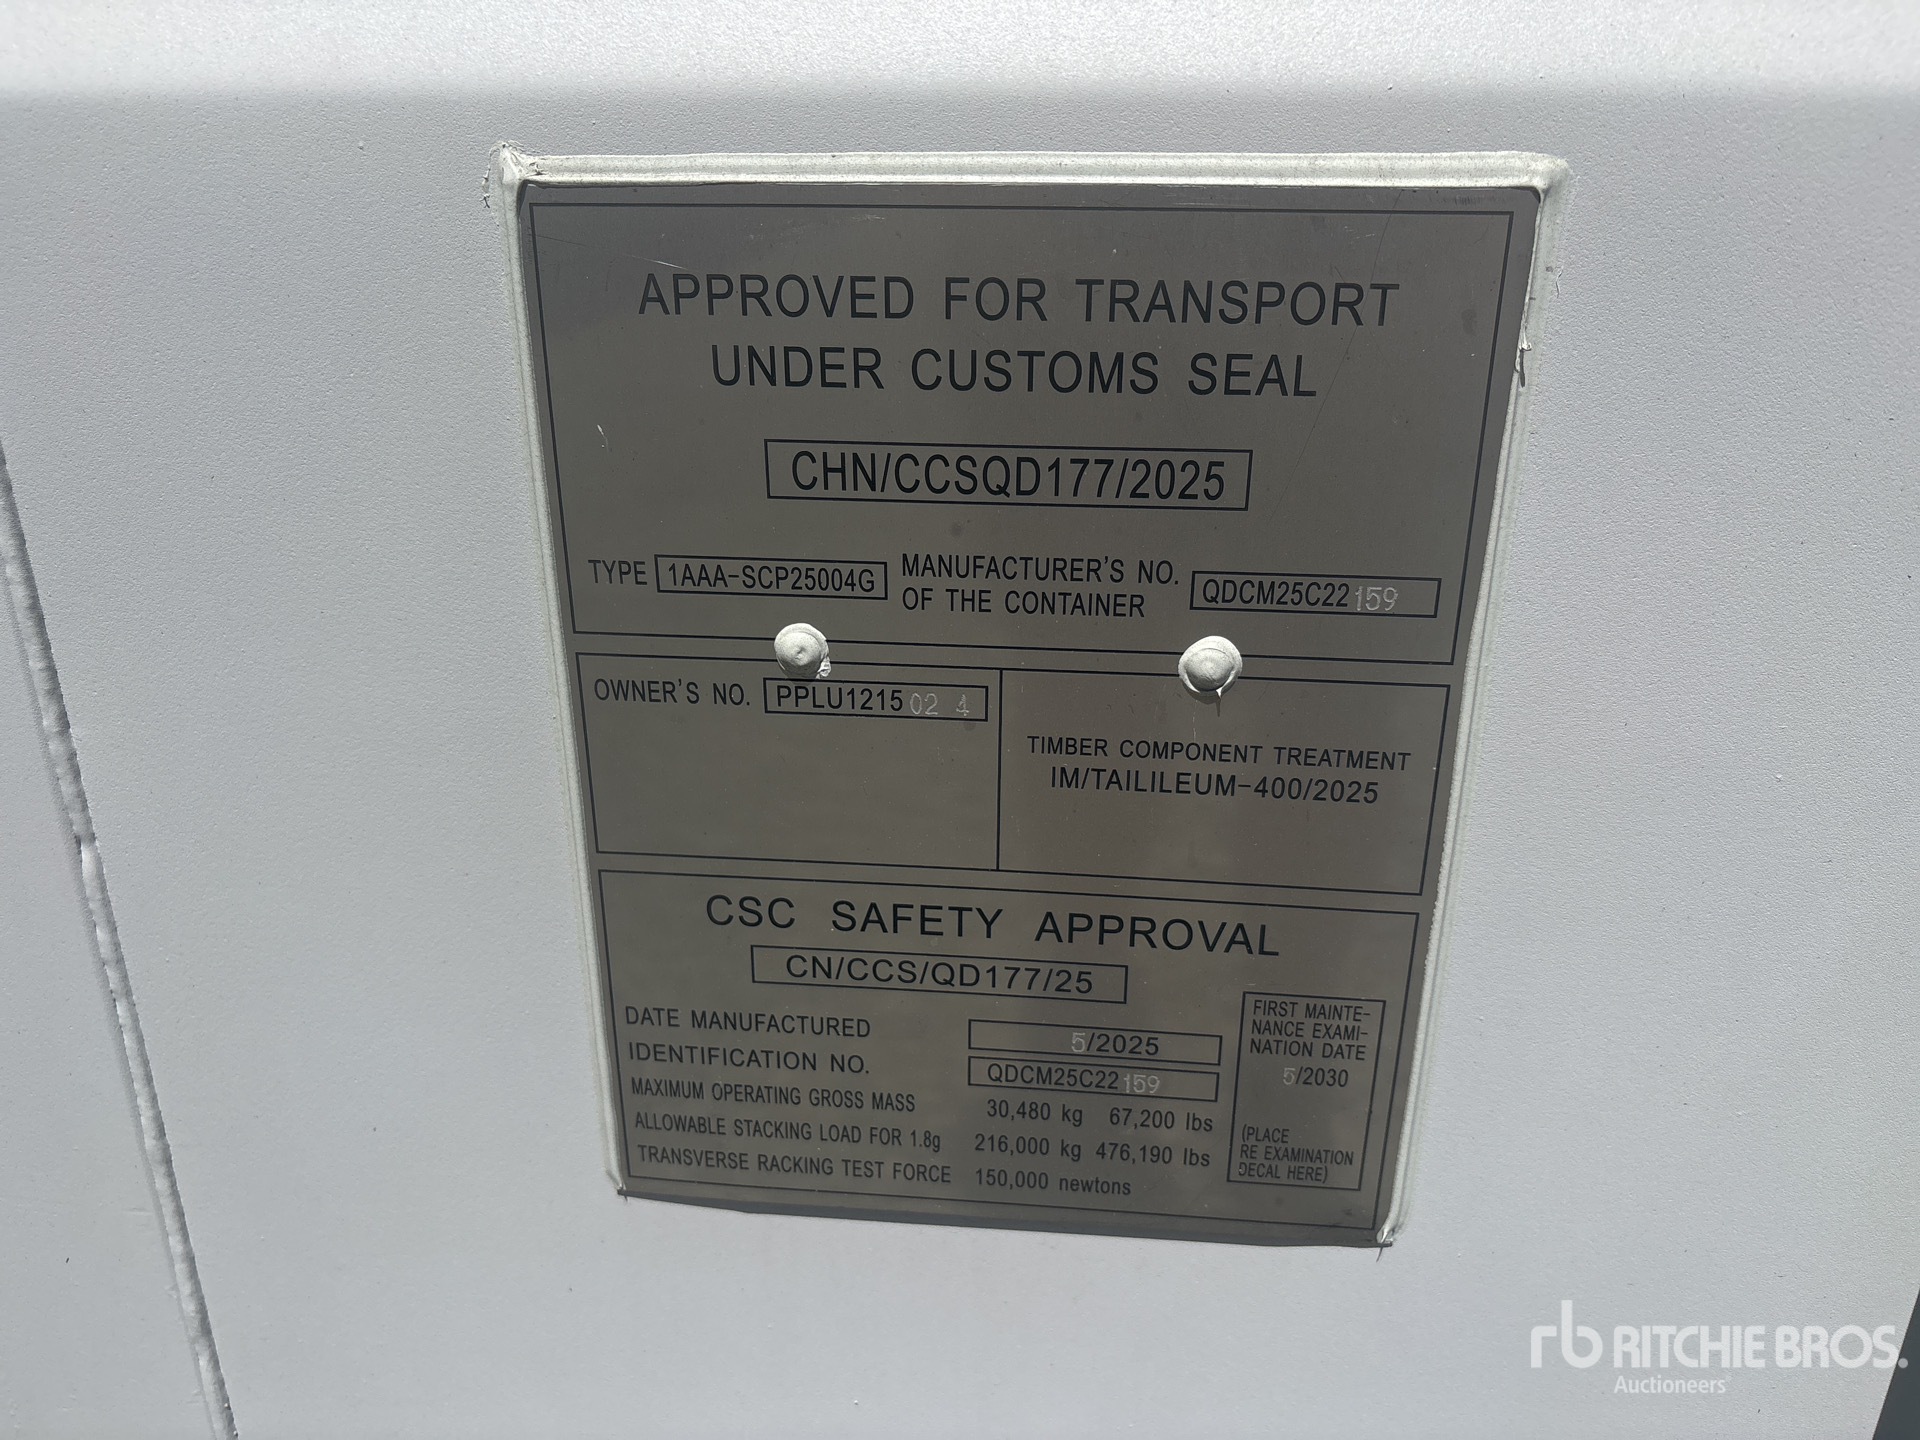 APPROVED FOR TRANSPORT
UNDER CUSTOMS SEAL
CHN/CCSQD177/2025
TYPE 1AAA-SCP25004G MANUFACTURER'S NO. OF THE CONTAINER QDCM25C22159
OWNER'S NO. PPLU1215 02 4
TIMBER COMPONENT TREATMENT
IM/TAILILEUM-400/2025
CSC SAFETY APPROVAL
CN/CCS/QD177/25
DATE MANUFACTURED 5/2025
IDENTIFICATION NO. QDCM25C22159
MAXIMUM OPERATING GROSS MASS 30,480 kg 67,200 lbs
ALLOWABLE STACKING LOAD FOR 1.8g 216,000 kg 476,190 lbs
TRANSVERSE RACKING TEST FORCE 150,000 newtons
FIRST MAINTE-
NANCE EXAMI-
NATION DATE
5/2030
(PLACE
RE EXAMINATION
DECAL HERE)
rb RITCHIE BROS.
Auctioneers